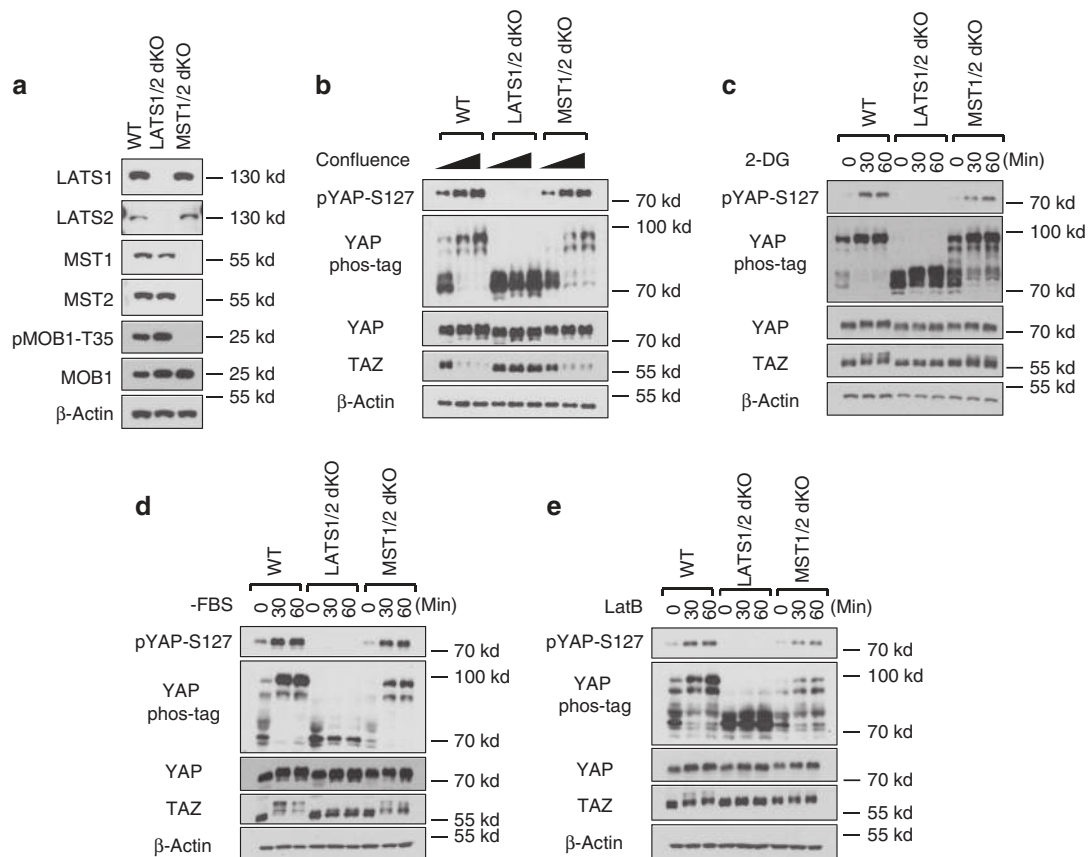 a
WT
LATS1/2 dKO
MST1/2 dKO
LATS1
130 kd
LATS2
130 kd
MST1
55 kd
MST2
55 kd
pMOB1-T35
25 kd
MOB1
25 kd
55 kd
β-Actin
b
WT
LATS1/2 dKO
MST1/2 dKO
Confluence
pYAP-S127
70 kd
100 kd
YAP
phos-tag
70 kd
YAP
70 kd
TAZ
55 kd
55 kd
β-Actin
c
WT
LATS1/2 dKO
MST1/2 dKO
2-DG 0 30 60 0 30 60 0 30 60 (Min)
pYAP-S127
70 kd
100 kd
YAP
phos-tag
70 kd
YAP
70 kd
TAZ
55 kd
55 kd
β-Actin
d
WT
LATS1/2 dKO
MST1/2 dKO
-FBS 0 30 60 0 30 60 0 30 60 (Min)
pYAP-S127
70 kd
100 kd
YAP
phos-tag
70 kd
YAP
70 kd
TAZ
55 kd
55 kd
β-Actin
e
WT
LATS1/2 dKO
MST1/2 dKO
LatB 0 30 60 0 30 60 0 30 60 (Min)
pYAP-S127
70 kd
100 kd
YAP
phos-tag
70 kd
YAP
70 kd
TAZ
55 kd
55 kd
β-Actin